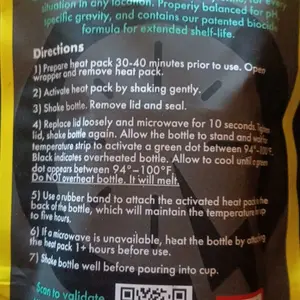 situation in any location. Properly balanced for pH,
specific gravity, and contains our patented biocide
formula for extended shelf-life.
Directions
1) Prepare heat pack 30-40 minutes prior to use. Open
wrapper and remove heat pack.
2) Activate heat pack by shaking gently.
3) Shake bottle. Remove lid and seal.
4) Replace lid loosely and microwave for 10 seconds. Tighten
lid, shake bottle again. Allow the bottle to stand and wait for
temperature strip to activate a green dot between 94°-100°F.
Black indicates overheated bottle. Allow to cool until a green
dot appears between 94°-100°F.
Do NOT overheat bottle. It will melt.
5) Use a rubber band to attach the activated heat pack to the
back of the bottle, which will maintain the temperature up
to five hours.
6) If a microwave is unavailable, heat the bottle by attaching
the heat pack 1+ hours before use.
7) Shake bottle well before pouring into cup.
Scan to validate